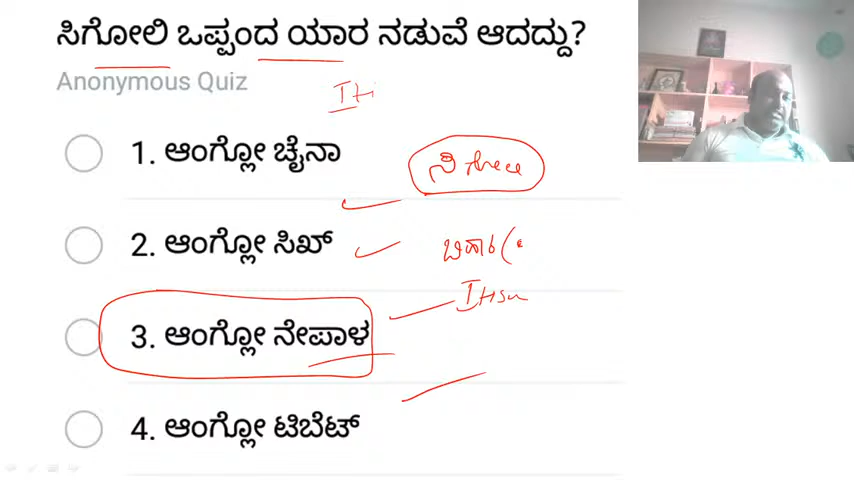 ಸಿಗೋಲಿ ಒಪ್ಪಂದ ಯಾರ ನಡುವೆ ಆದದ್ದು?
Anonymous Quiz
1. ಆಂಗ್ಲೋ ಚೈನಾ
2. ಆಂಗ್ಲೋ ಸಿಖ್
3. ಆಂಗ್ಲೋ ನೇಪಾಳ
4. ಆಂಗ್ಲೋ ಟಿಬೆಟ್